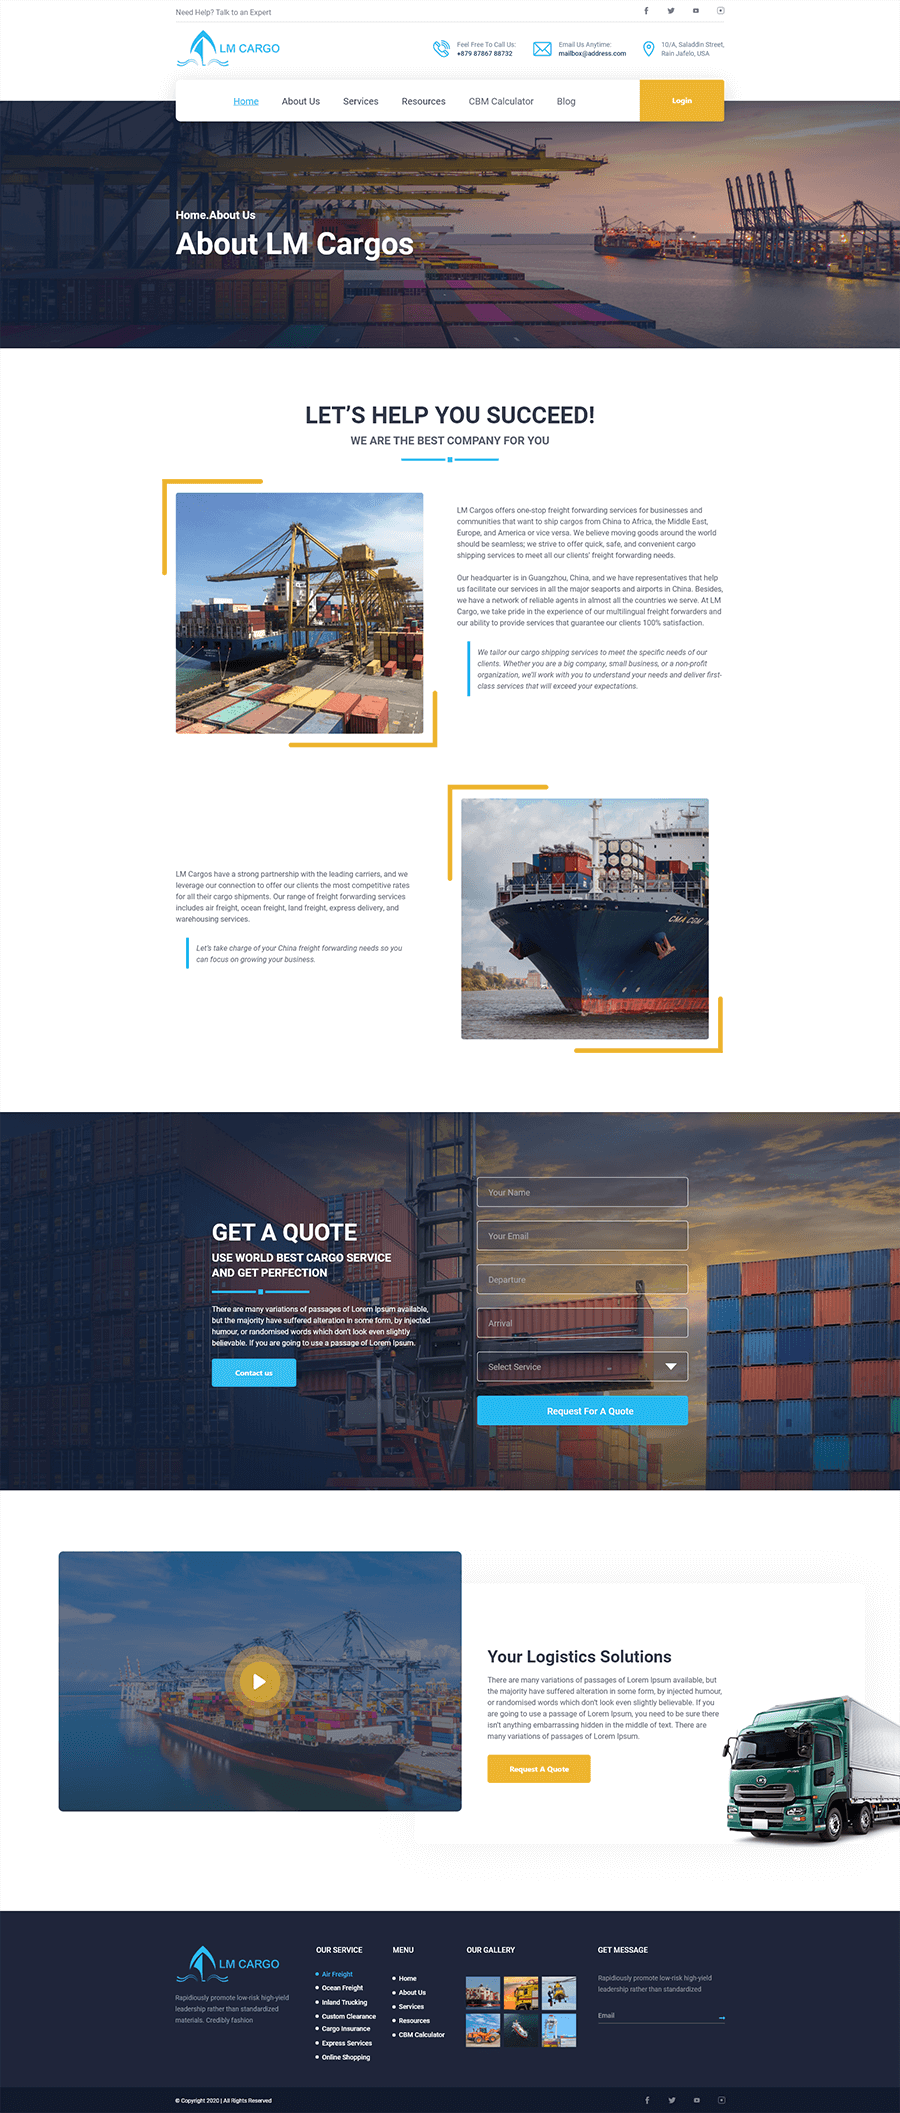 Need Help? Talk to an Expert
LM CARGO
Feel Free To Call Us:
+879 87867 88732
Email Us Anytime:
mailbox@address.com
10/A, Saladdin Street,
Rain Jafelo, USA
Home About Us Services Resources CBM Calculator Blog Login
Home.About Us
About LM Cargos
LET'S HELP YOU SUCCEED!
WE ARE THE BEST COMPANY FOR YOU
LM Cargos offers one-stop freight forwarding services for businesses and
communities that want to ship cargos from China to Africa, the Middle East,
Europe, and America or vice versa. We believe moving goods around the world
should be seamless; we strive to offer quick, safe, and convenient cargo
shipping services to meet all our clients' freight forwarding needs.
Our headquarter is in Guangzhou, China, and we have representatives that help
us facilitate our services in all the major seaports and airports in China. Besides,
we have a network of reliable agents in almost all the countries we serve. At LM
Cargo, we take pride in the experience of our multilingual freight forwarders and
our ability to provide services that guarantee our clients 100% satisfaction.
We tailor our cargo shipping services to meet the specific needs of our
clients. Whether you are a big company, small business, or a non-profit
organization, we'll work with you to understand your needs and deliver first-
class services that will exceed your expectations.
LM Cargos have a strong partnership with the leading carriers, and we
leverage our connection to offer our clients the most competitive rates
for all their cargo shipments. Our range of freight forwarding services
includes air freight, ocean freight, land freight, express delivery, and
warehousing services.
Let's take charge of your China freight forwarding needs so you
can focus on growing your business.
CMA CGM
GET A QUOTE
USE WORLD BEST CARGO SERVICE
AND GET PERFECTION
There are many variations of passages of Lorem Ipsum available,
but the majority have suffered alteration in some form, by injected
humour, or randomised words which don't look even slightly
believable. If you are going to use a passage of Lorem Ipsum.
Contact us
Your Name
Your Email
Departure
Arrival
Select Service
Request For A Quote
Your Logistics Solutions
There are many variations of passages of Lorem Ipsum available, but
the majority have suffered alteration in some form, by injected humour,
or randomised words which don't look even slightly believable. If you
are going to use a passage of Lorem Ipsum, you need to be sure there
isn't anything embarrassing hidden in the middle of text. There are
many variations of passages of Lorem Ipsum.
Request A Quote
LM CARGO
Rapidiously promote low-risk high-yield
leadership rather than standardized
materials. Credibly fashion
OUR SERVICE
Air Freight
Ocean Freight
Inland Trucking
Custom Clearance
Cargo Insurance
Express Services
Online Shopping
MENU
Home
About Us
Services
Resources
CBM Calculator
OUR GALLERY
GET MESSAGE
Rapidiously promote low-risk high-yield
leadership rather than standardized
Email
© Copyright 2020 | All Rights Reserved